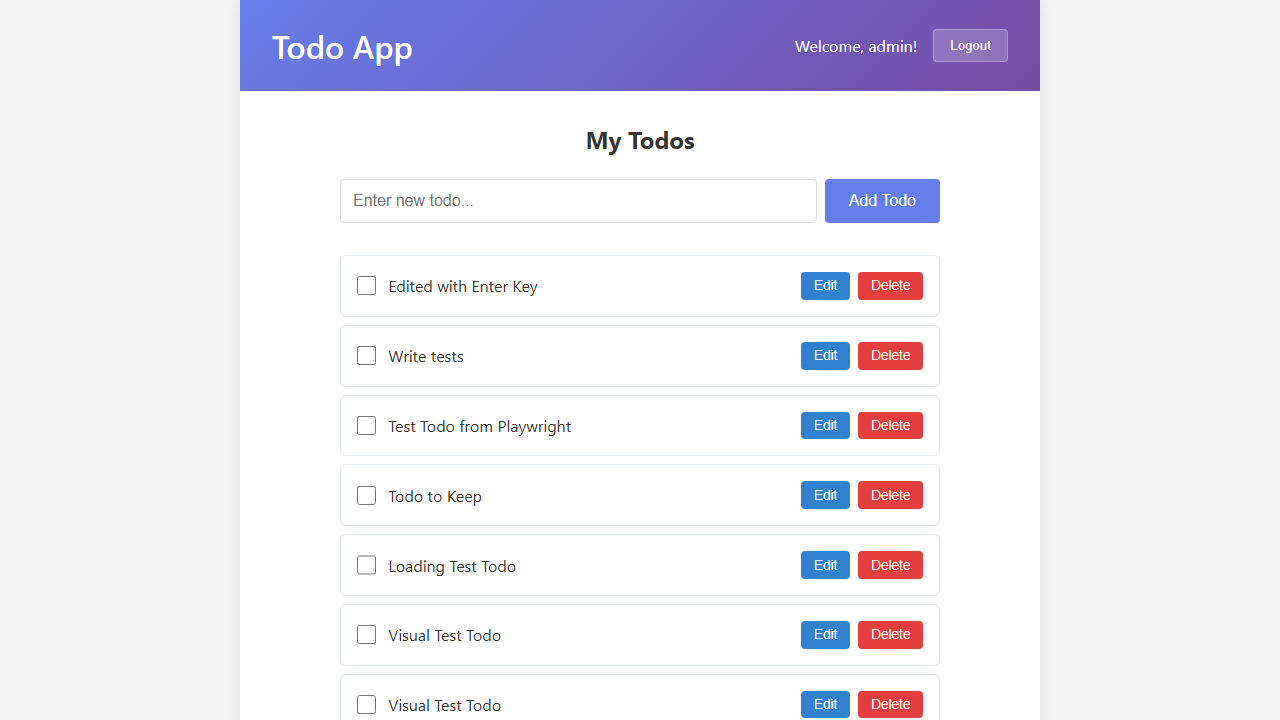 Todo App
Welcome, admin!
Logout
My Todos
Enter new todo...
Add Todo
Edited with Enter Key
Edit
Delete
Write tests
Edit
Delete
Test Todo from Playwright
Edit
Delete
Todo to Keep
Edit
Delete
Loading Test Todo
Edit
Delete
Visual Test Todo
Edit
Delete
Visual Test Todo
Edit
Delete